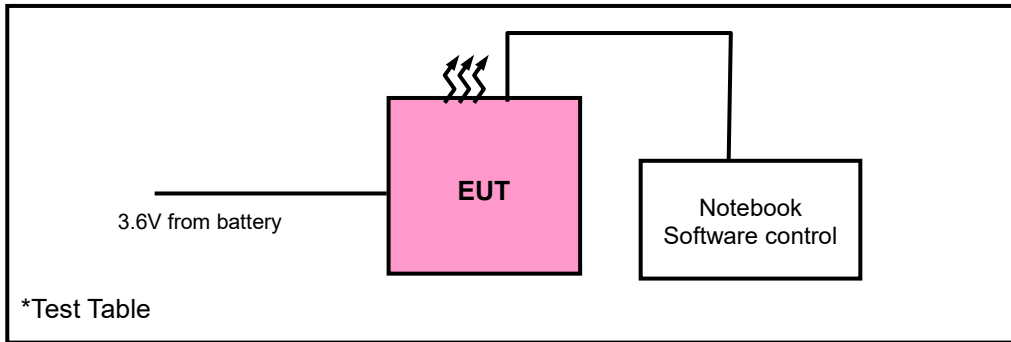 EUT
3.6V from battery
Notebook
Software control
*Test Table